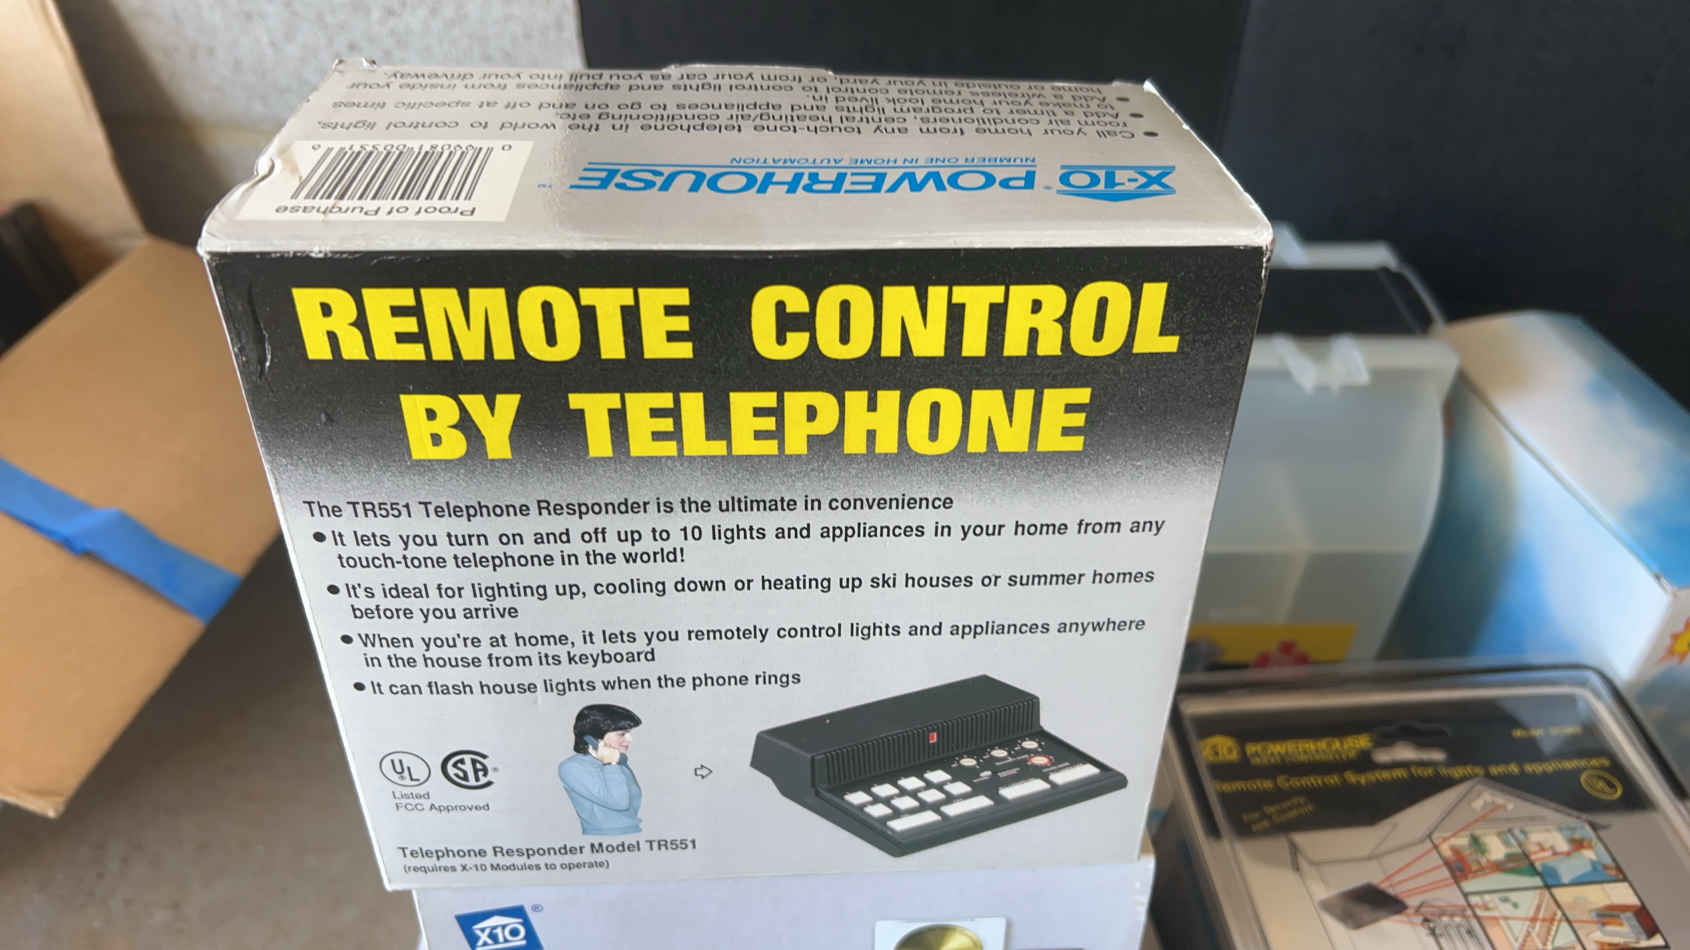 home or outside in your yard, or from your car as you pull into your driveway.
Add a wireless remote control to control lights and appliances from inside your
to make your home look lived in.
• Add a timer to program lights and appliances to go on and off at specific times
room air conditioners, central heating/air conditioning etc.
• Call your home from any touch-tone telephone in the world to control lights,
NUMBER ONE IN HOME AUTOMATION
X-10® POWERHOUSE™
Proof of Purchase
REMOTE CONTROL
BY TELEPHONE
The TR551 Telephone Responder is the ultimate in convenience
• It lets you turn on and off up to 10 lights and appliances in your home from any
touch-tone telephone in the world!
• It's ideal for lighting up, cooling down or heating up ski houses or summer homes
before you arrive
• When you're at home, it lets you remotely control lights and appliances anywhere
in the house from its keyboard
• It can flash house lights when the phone rings
UL
SA®
Listed
FCC Approved
Telephone Responder Model TR551
(requires X-10 Modules to operate)
X10®
X10 POWERHOUSE
Remote Control System for lights and appliances
UL